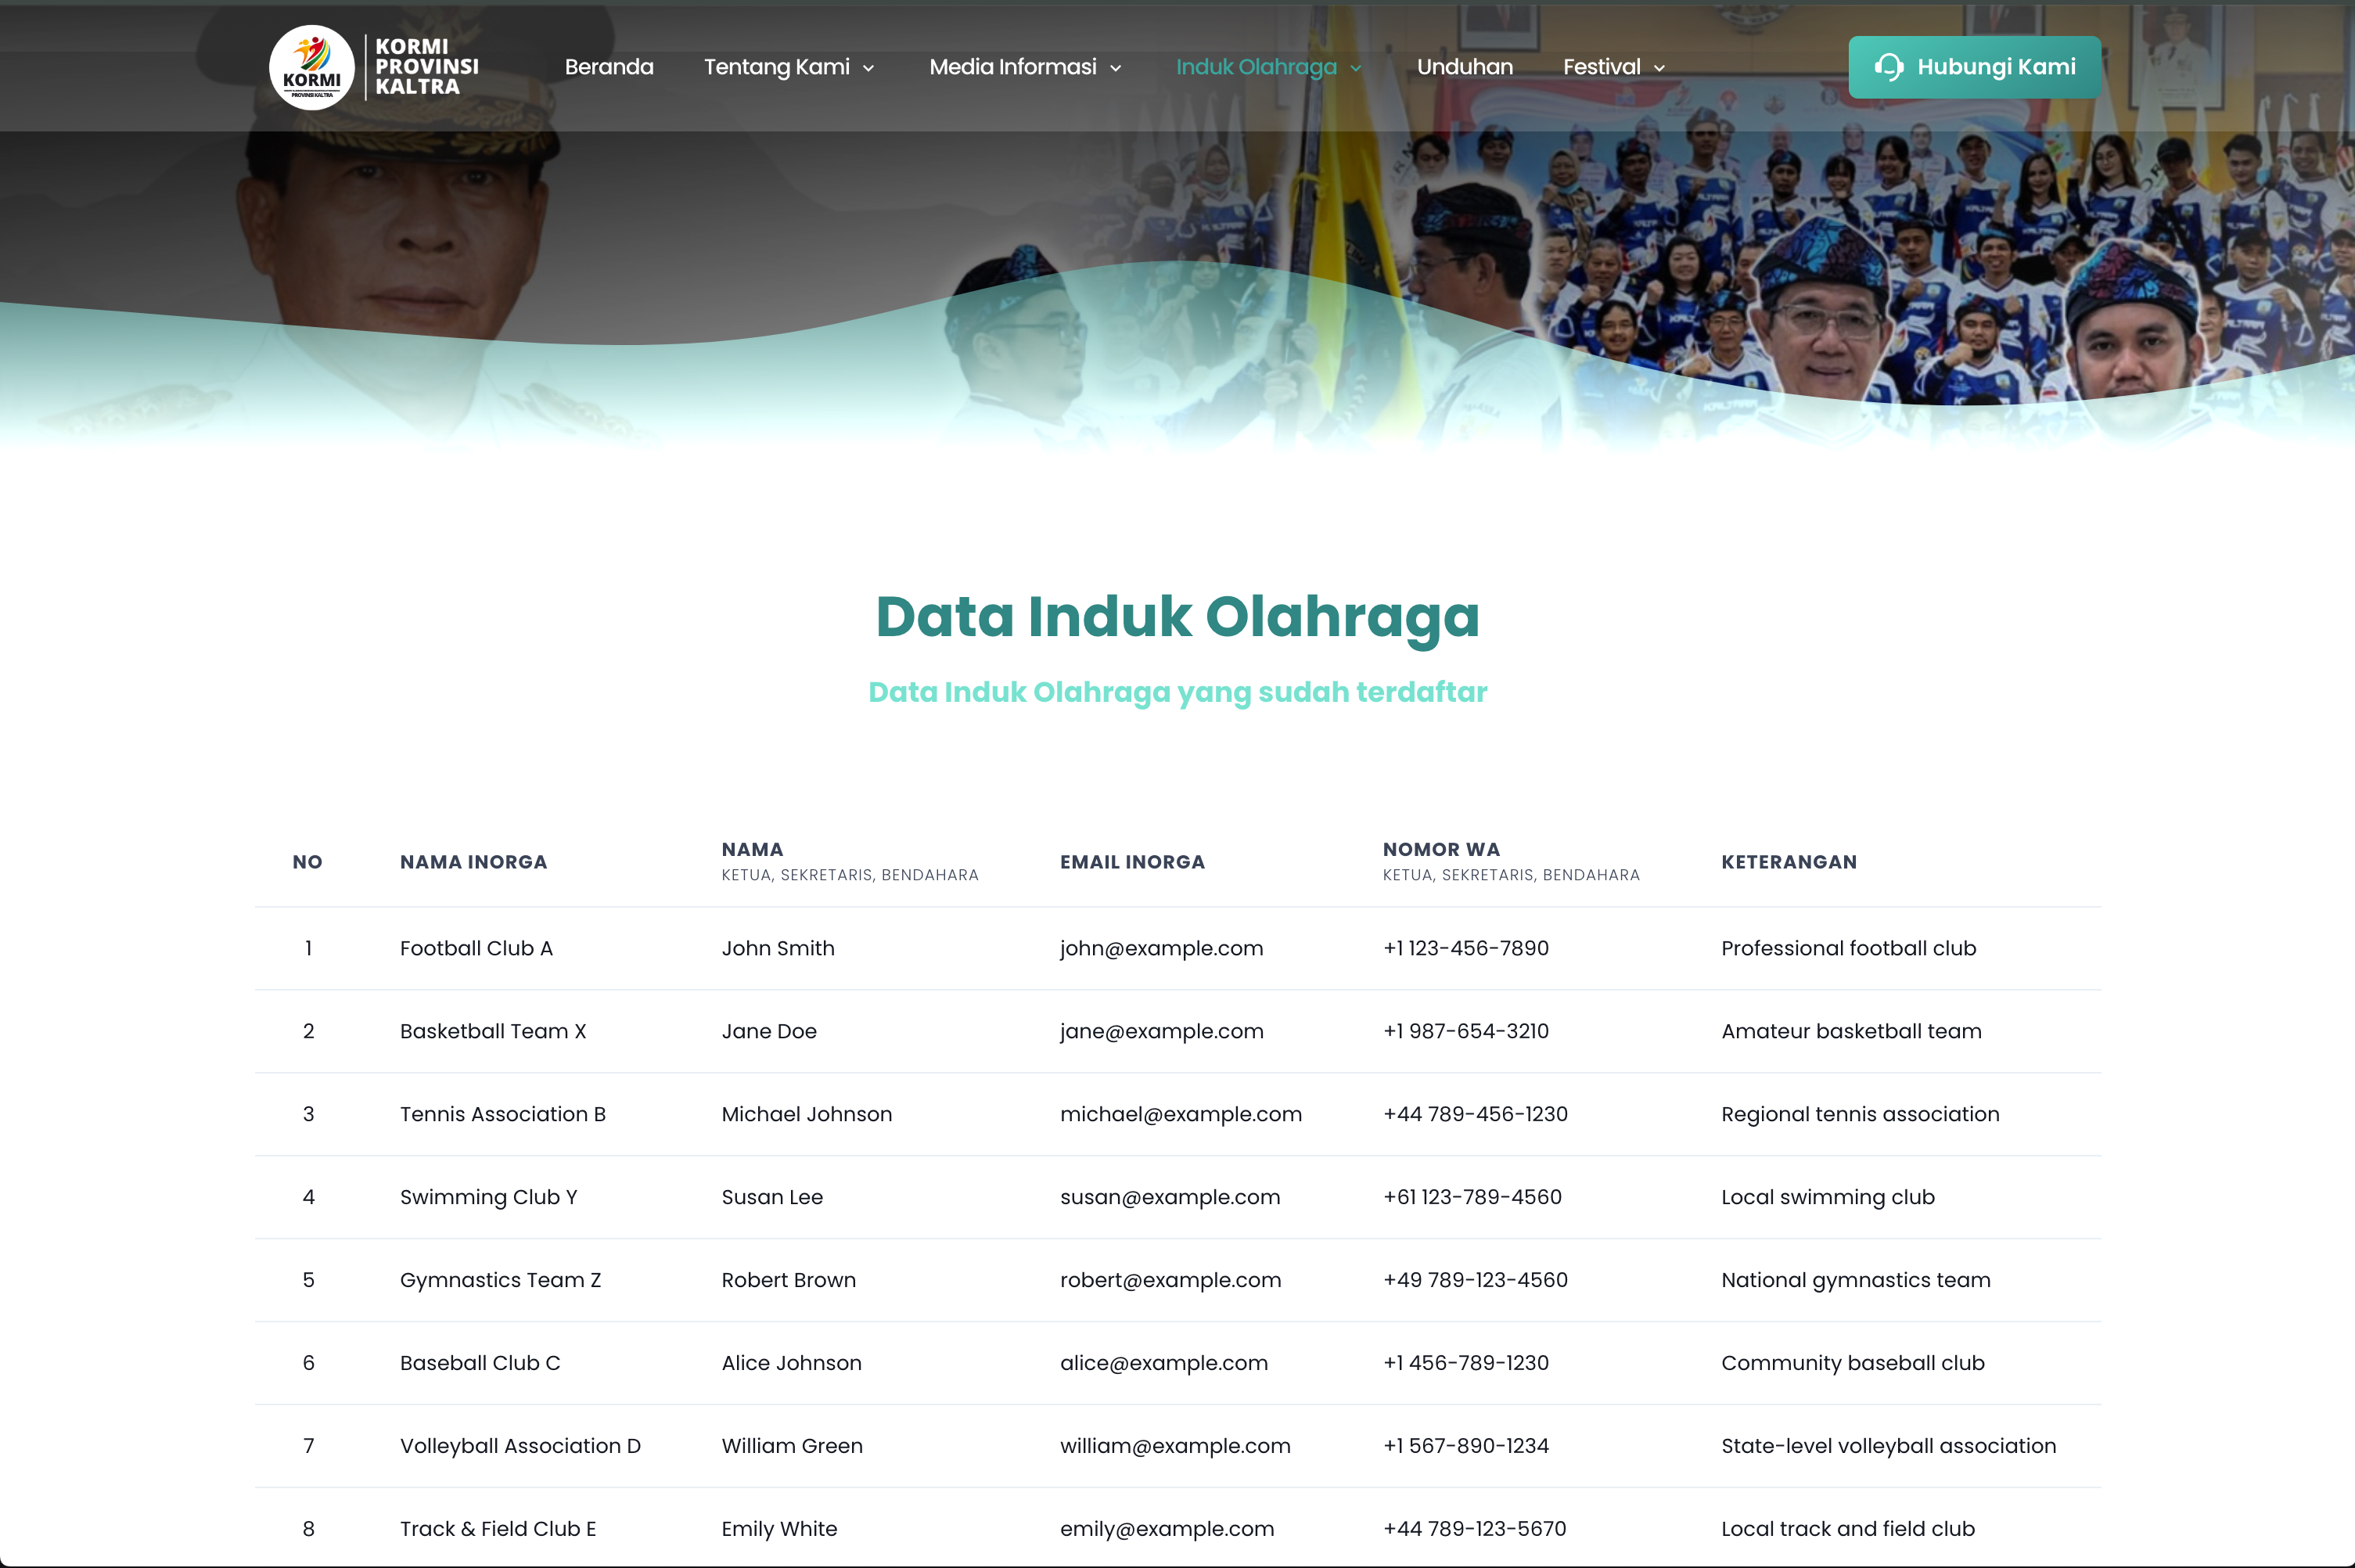 KORMI
PROVINSI KALTRA
KORMI
PROVINSI
KALTRA
Beranda
Tentang Kami
Media Informasi
Induk Olahraga
Unduhan
Festival
Hubungi Kami
Data Induk Olahraga
Data Induk Olahraga yang sudah terdaftar
NO NAMA INORGA NAMA KETUA, SEKRETARIS, BENDAHARA EMAIL INORGA NOMOR WA KETUA, SEKRETARIS, BENDAHARA KETERANGAN
1 Football Club A John Smith john@example.com +1 123-456-7890 Professional football club
2 Basketball Team X Jane Doe jane@example.com +1 987-654-3210 Amateur basketball team
3 Tennis Association B Michael Johnson michael@example.com +44 789-456-1230 Regional tennis association
4 Swimming Club Y Susan Lee susan@example.com +61 123-789-4560 Local swimming club
5 Gymnastics Team Z Robert Brown robert@example.com +49 789-123-4560 National gymnastics team
6 Baseball Club C Alice Johnson alice@example.com +1 456-789-1230 Community baseball club
7 Volleyball Association D William Green william@example.com +1 567-890-1234 State-level volleyball association
8 Track & Field Club E Emily White emily@example.com +44 789-123-5670 Local track and field club